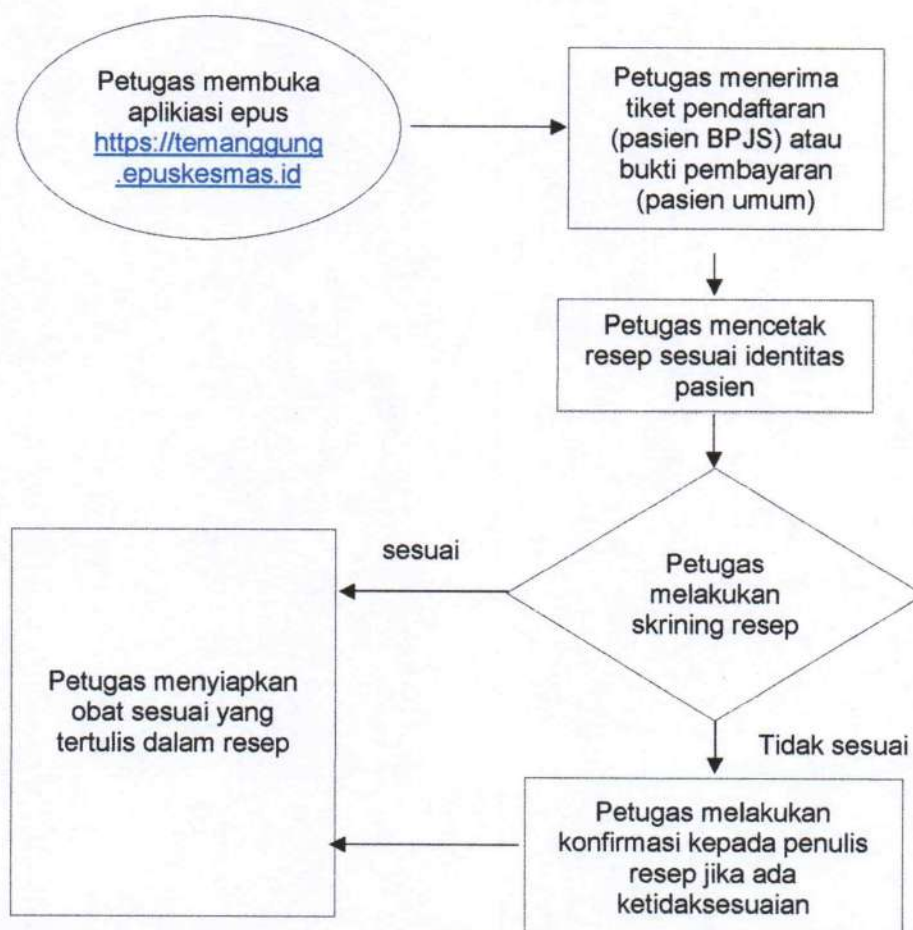 Petugas membuka
aplikiasi epus
https://temanggung
.epuskesmas.id
Petugas menerima
tiket pendaftaran
(pasien BPJS) atau
bukti pembayaran
(pasien umum)
Petugas mencetak
resep sesuai identitas
pasien
Petugas
melakukan
skrining resep
sesuai
Petugas menyiapkan
obat sesuai yang
tertulis dalam resep
Tidak sesuai
Petugas melakukan
konfirmasi kepada penulis
resep jika ada
ketidaksesuaian